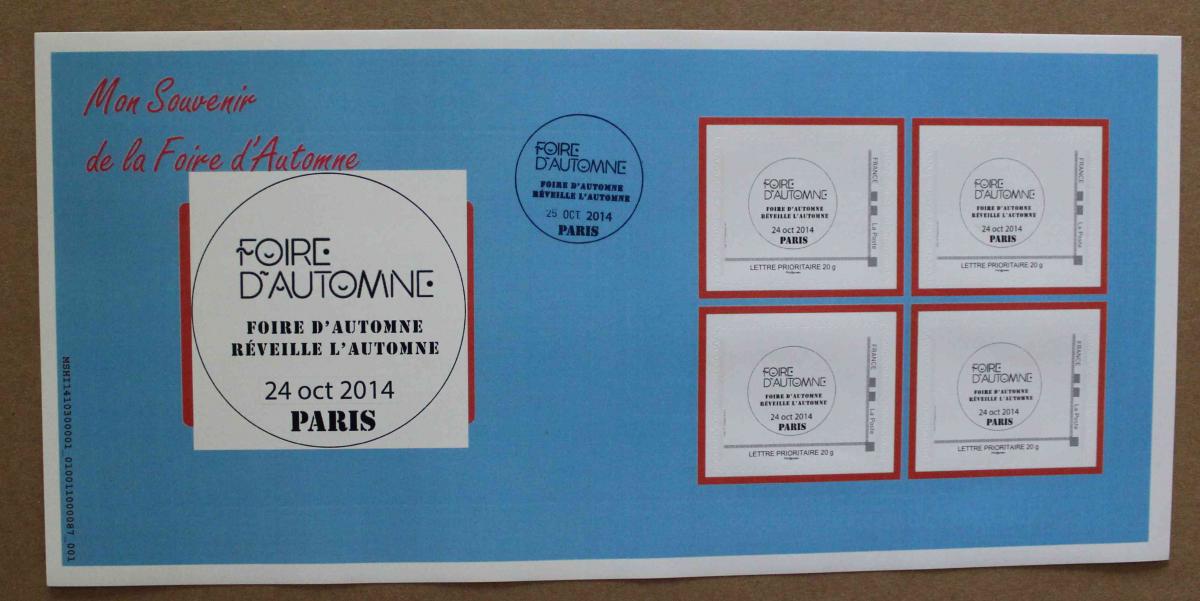 Mon Souvenir
de la Foire d'Automne
FOIRE
D'AUTOMNE
FOIRE D'AUTOMNE
RÉVEILLE L'AUTOMNE
24 oct 2014
PARIS
MSHI1410300001_0100110000087_001
FOIRE
D'AUTOMNE
FOIRE D'AUTOMNE
RÉVEILLE L'AUTOMNE
25 OCT 2014
PARIS
FOIRE
D'AUTOMNE
FOIRE D'AUTOMNE
RÉVEILLE L'AUTOMNE
24 oct 2014
PARIS
FRANCE
La Poste
LETTRE PRIORITAIRE 20 g
FOIRE
D'AUTOMNE
FOIRE D'AUTOMNE
RÉVEILLE L'AUTOMNE
24 oct 2014
PARIS
FRANCE
La Poste
LETTRE PRIORITAIRE 20 g
FOIRE
D'AUTOMNE
FOIRE D'AUTOMNE
RÉVEILLE L'AUTOMNE
24 oct 2014
PARIS
FRANCE
La Poste
LETTRE PRIORITAIRE 20 g
FOIRE
D'AUTOMNE
FOIRE D'AUTOMNE
RÉVEILLE L'AUTOMNE
24 oct 2014
PARIS
FRANCE
La Poste
LETTRE PRIORITAIRE 20 g